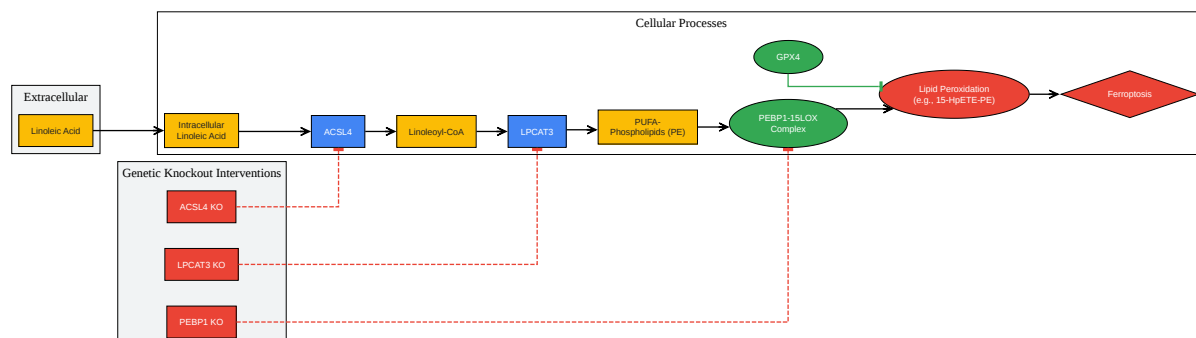 Cellular Processes
Extracellular
Linoleic Acid
Intracellular
Linoleic Acid
ACSL4
Linoleoyl-CoA
LPCAT3
PUFA-
Phospholipids (PE)
PEBP1-15LOX
Complex
GPX4
Lipid Peroxidation
(e.g., 15-HpETE-PE)
Ferroptosis
Genetic Knockout Interventions
ACSL4 KO
LPCAT3 KO
PEBP1 KO